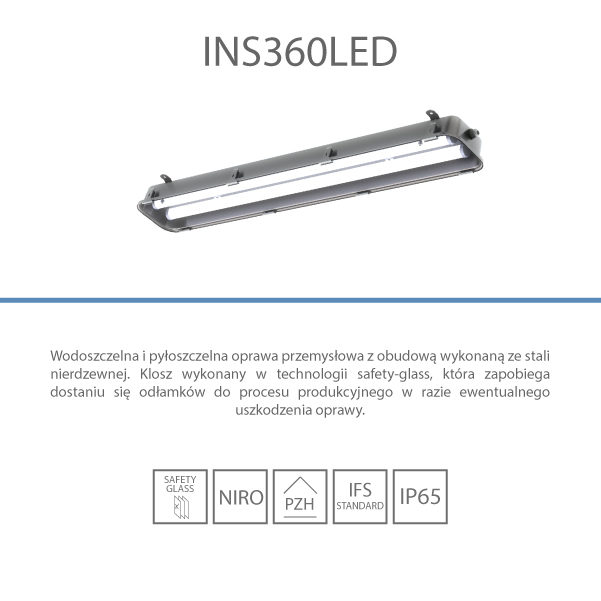 INS360LED
Wodoszczelna i pyłoszczelna oprawa przemysłowa z obudową wykonaną ze stali
nierdzewnej. Klosz wykonany w technologii safety-glass, która zapobiega
dostaniu się odłamków do procesu produkcyjnego w razie ewentualnego
uszkodzenia oprawy.
SAFETY
GLASS
NIRO
PZH
IFS
STANDARD
IP65